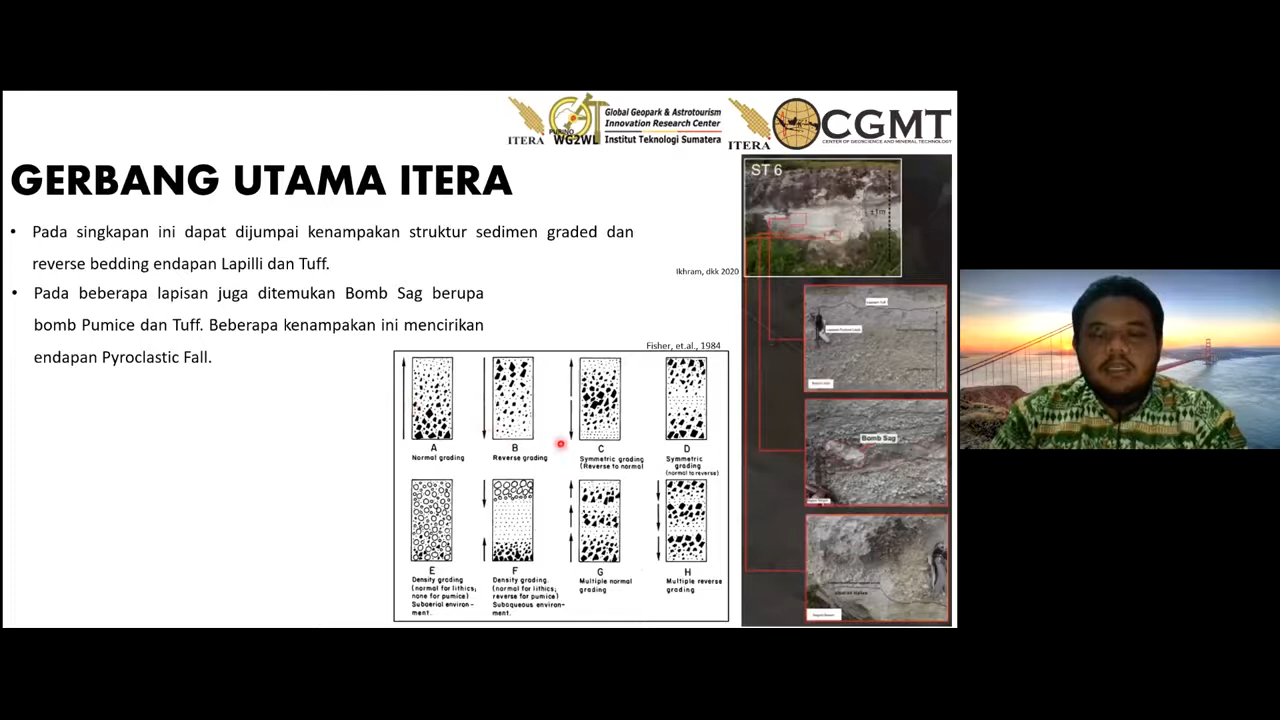 ITERA
WG2WL
Global Geopark & Astrotourism
Innovation Research Center
Institut Teknologi Sumatera
ITERA
CGMT
CENTER OF GEOSCIENCE AND MINERAL TECHNOLOGY
GERBANG UTAMA ITERA
• Pada singkapan ini dapat dijumpai kenampakan struktur sedimen graded dan
reverse bedding endapan Lapilli dan Tuff.
• Pada beberapa lapisan juga ditemukan Bomb Sag berupa
bomb Pumice dan Tuff. Beberapa kenampakan ini mencirikan
endapan Pyroclastic Fall.
Ikhram, dkk 2020
Fisher, et.al., 1984
A
Normal grading
B
Reverse grading
C
Symmetric grading
(Reverse to normal
D
Symmetric
grading
(normal to reverse)
E
Density grading
(normal for lithics;
none for pumice)
Subaerial environ-
ment.
F
Density grading.
(normal for lithics;
reverse for pumice)
Subaqueous environ-
ment.
G
Multiple normal
grading
H
Multiple reverse
grading
ST 6
Bomb Sag